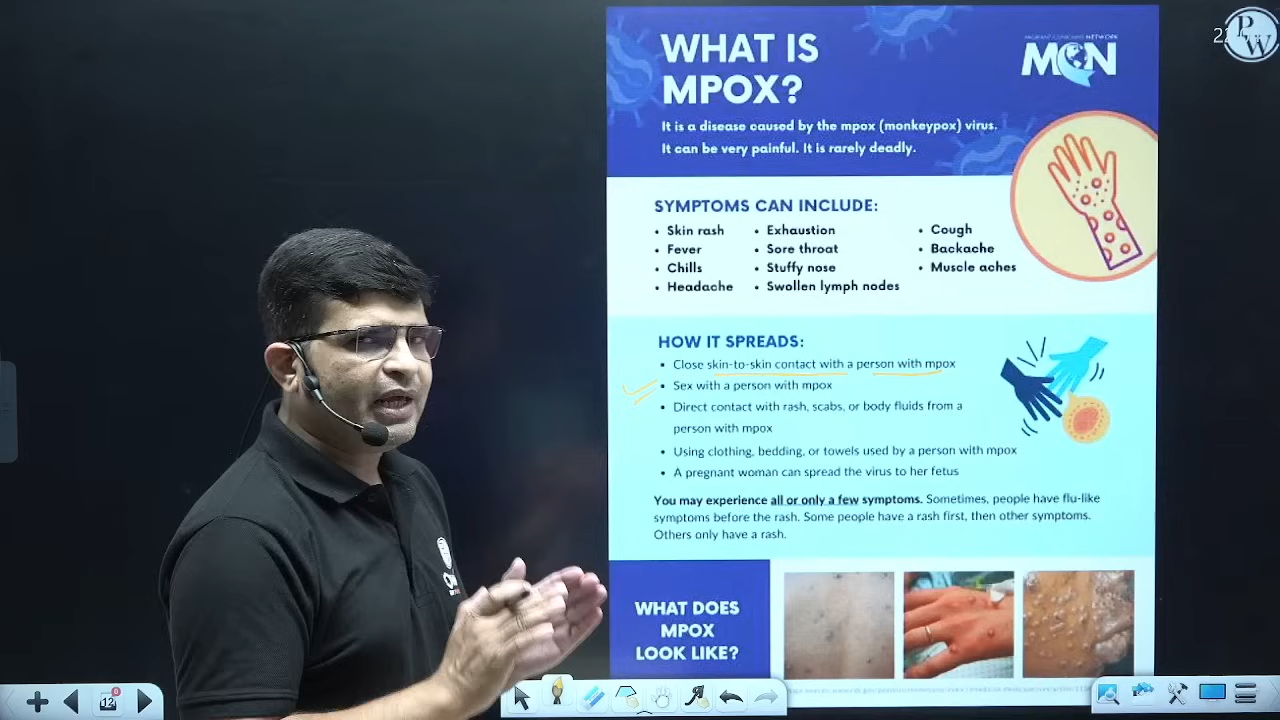 WHAT IS
MPOX?
It is a disease caused by the mpox (monkeypox) virus.
It can be very painful. It is rarely deadly.
MIGRANT CLINICIANS NETWORK
MCN
PW
SYMPTOMS CAN INCLUDE:
• Skin rash
• Fever
• Chills
• Headache
• Exhaustion
• Sore throat
• Stuffy nose
• Swollen lymph nodes
• Cough
• Backache
• Muscle aches
HOW IT SPREADS:
• Close skin-to-skin contact with a person with mpox
• Sex with a person with mpox
• Direct contact with rash, scabs, or body fluids from a
person with mpox
• Using clothing, bedding, or towels used by a person with mpox
• A pregnant woman can spread the virus to her fetus
You may experience all or only a few symptoms. Sometimes, people have flu-like
symptoms before the rash. Some people have a rash first, then other symptoms.
Others only have a rash.
WHAT DOES
MPOX
LOOK LIKE?
12